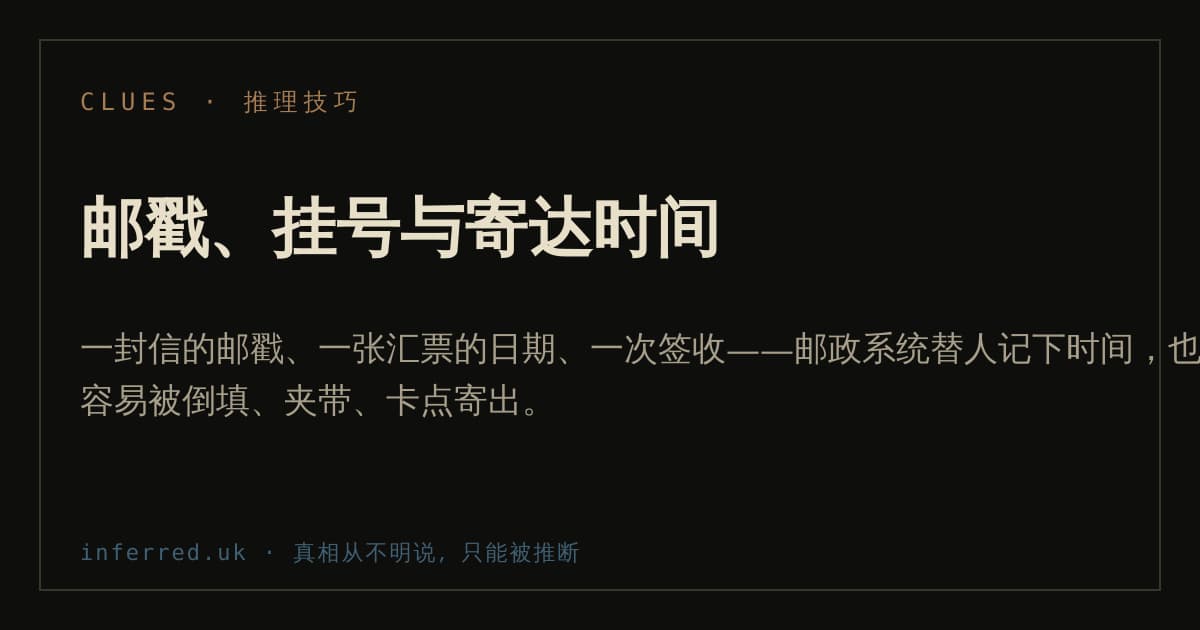 CLUES · 推理技巧
邮戳、挂号与寄达时间
一封信的邮戳、一张汇票的日期、一次签收——邮政系统替人记下时间，也
容易被倒填、夹带、卡点寄出。
inferred.uk · 真相从不明说，只能被推断